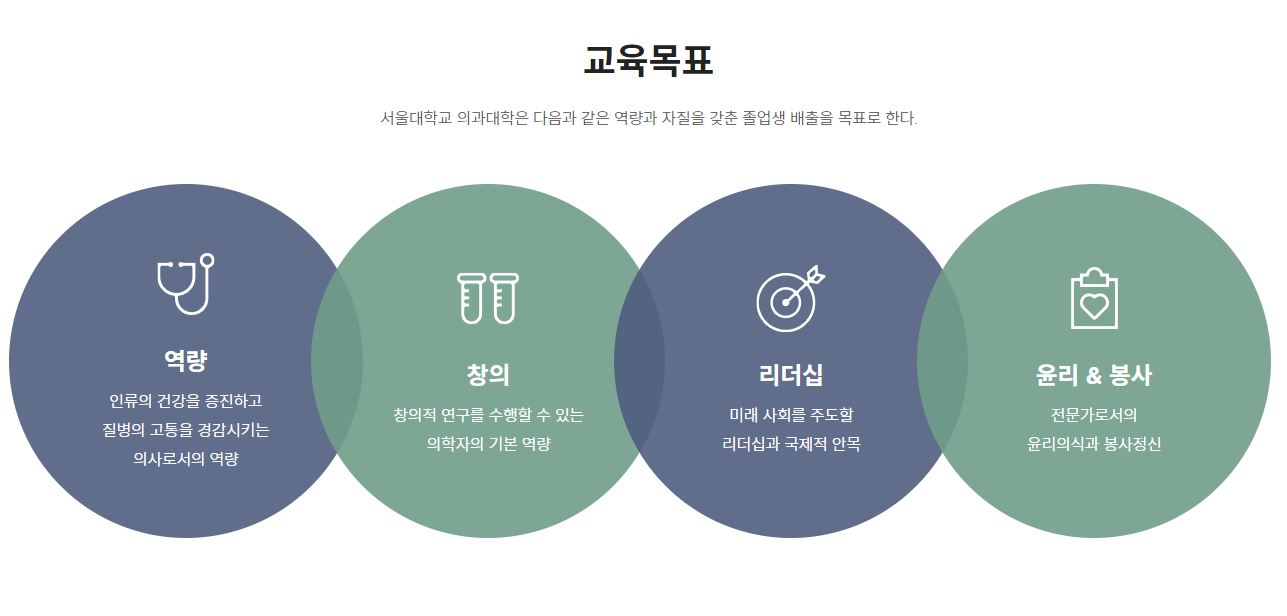 교육목표
서울대학교 의과대학은 다음과 같은 역량과 자질을 갖춘 졸업생 배출을 목표로 한다.
역량
인류의 건강을 증진하고
질병의 고통을 경감시키는
의사로서의 역량
창의
창의적 연구를 수행할 수 있는
의학자의 기본 역량
리더십
미래 사회를 주도할
리더십과 국제적 안목
윤리 & 봉사
전문가로서의
윤리의식과 봉사정신